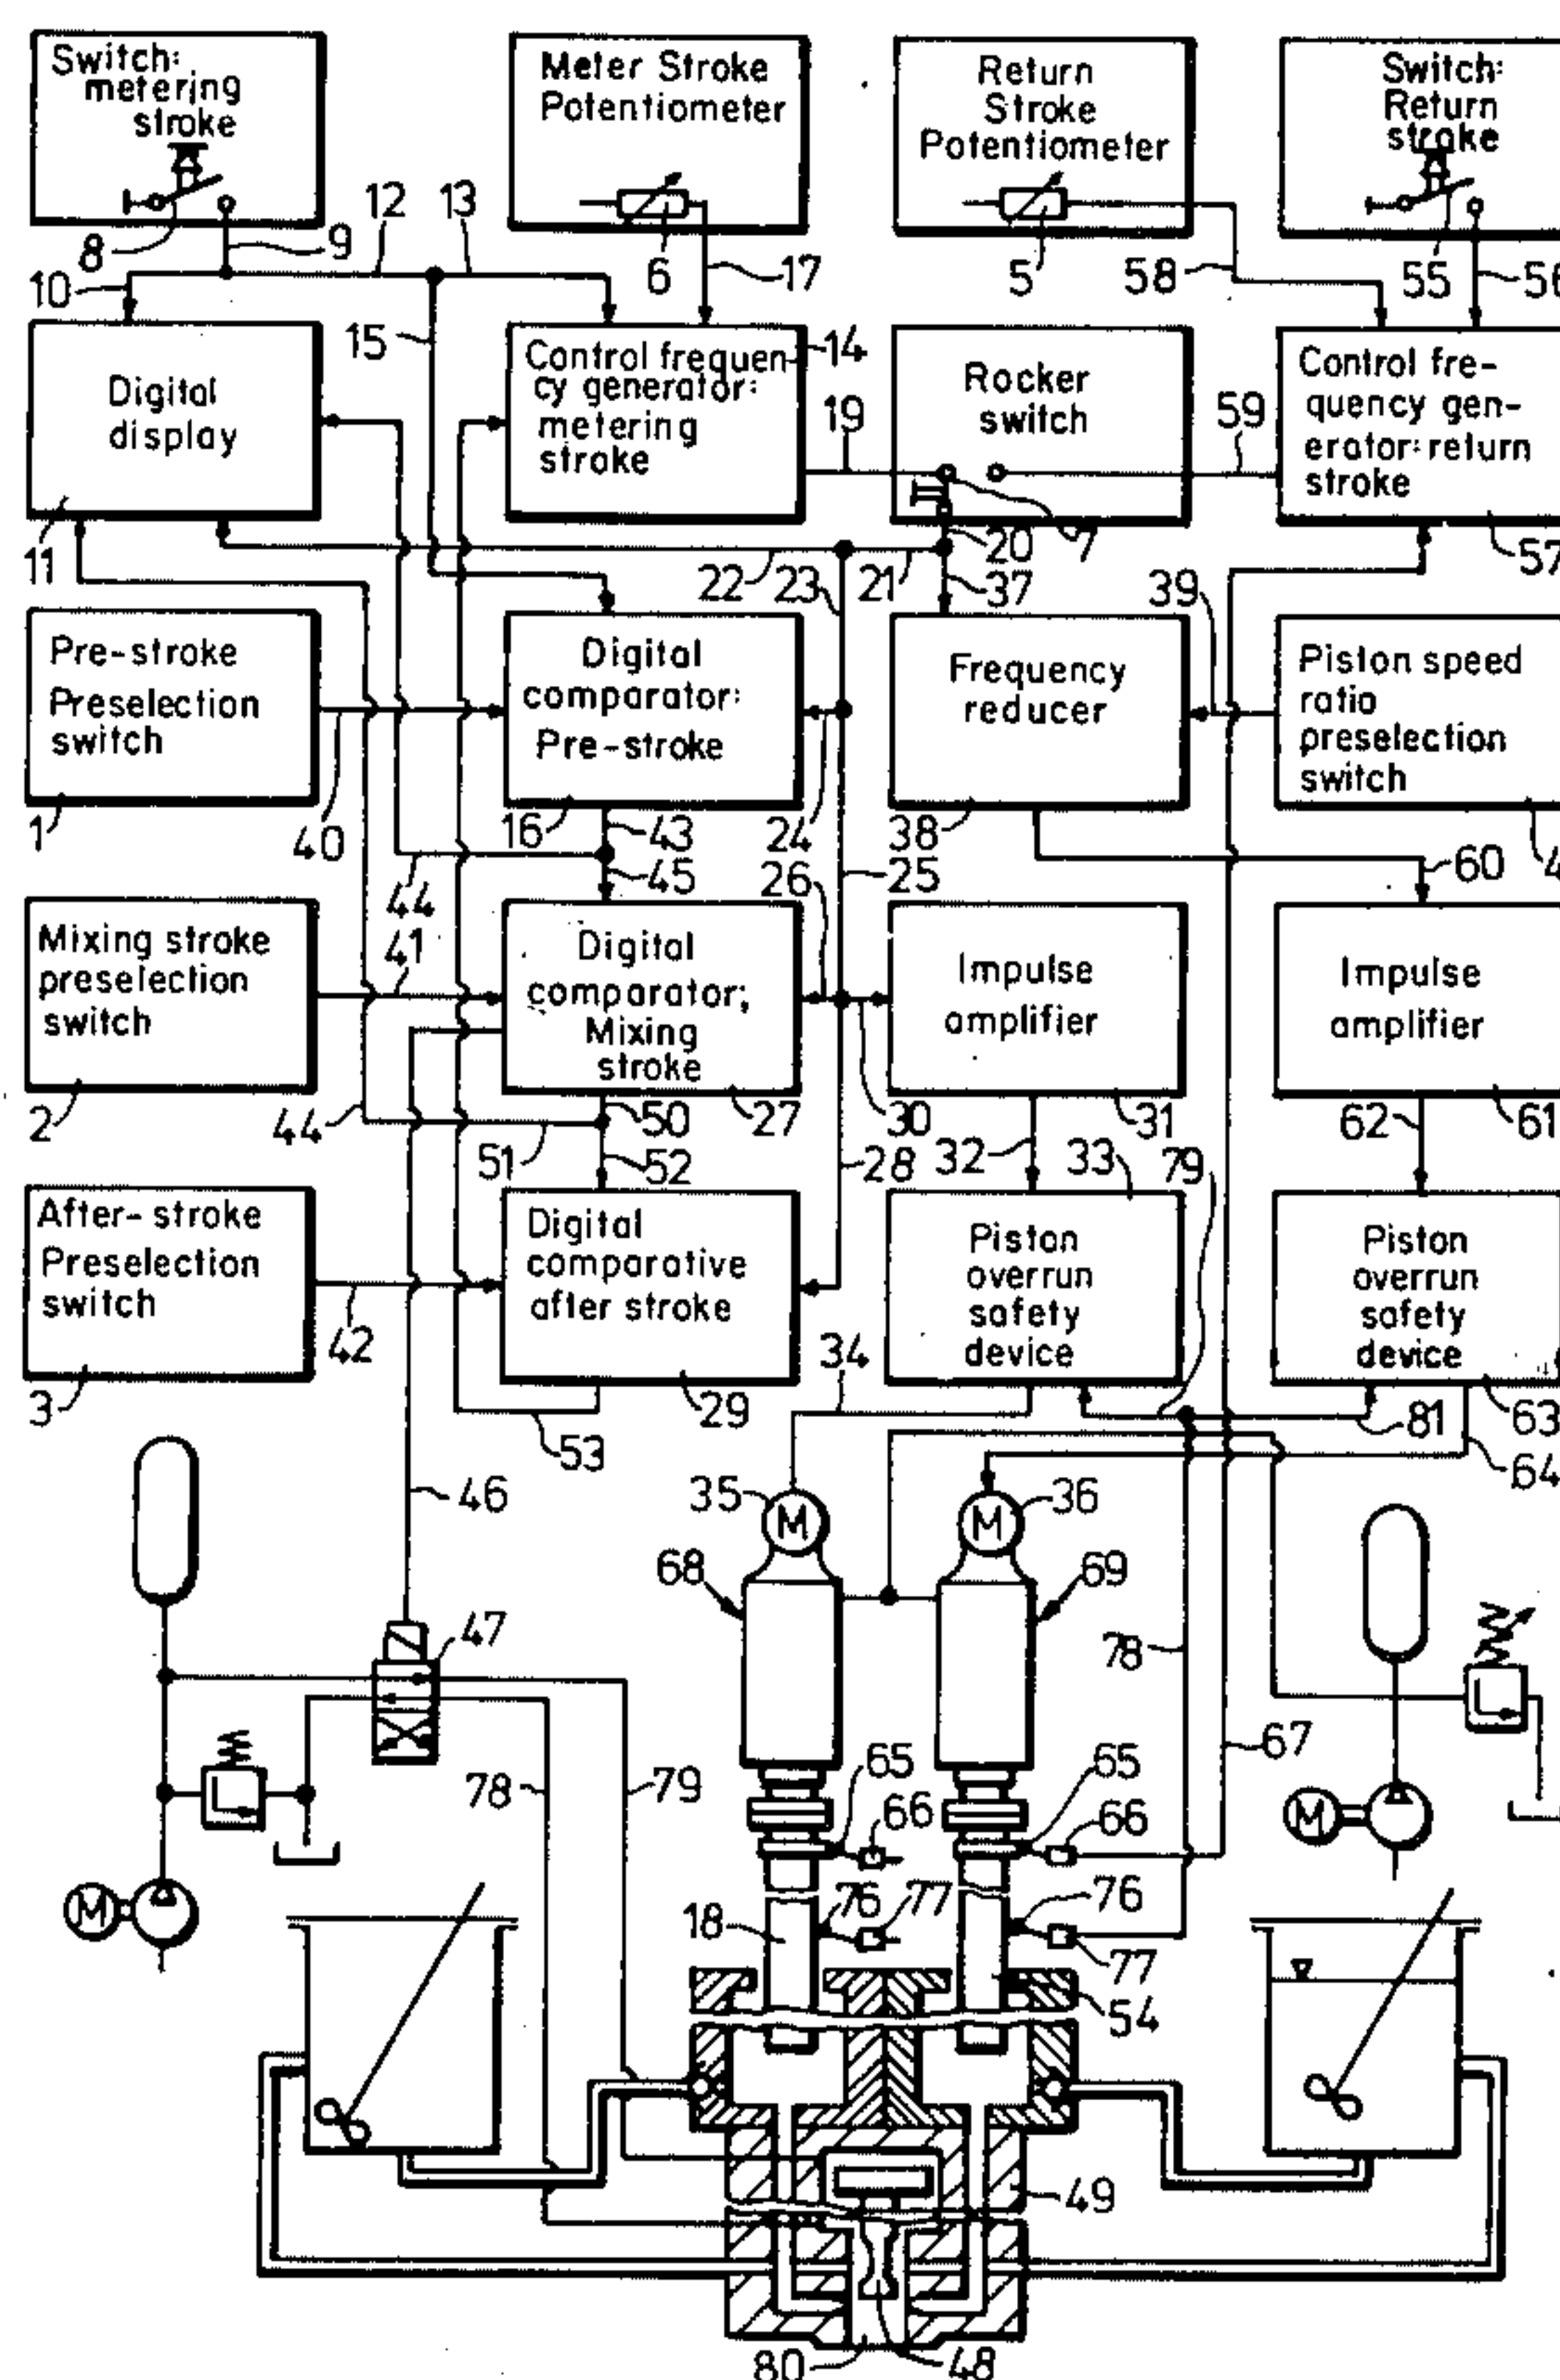 Switch:
metering
stroke
Meter Stroke
Potentiometer
Return
Stroke
Potentiometer
Switch:
Return
stroke
8
9
12
13
6
17
5
58
55
56
10
15
Digital
display
Control frequen-
cy generator:
metering
stroke
14
Rocker
switch
Control fre-
quency gen-
erator: return
stroke
19
59
11
22
23
21
20
7
37
39
57
Pre-stroke
Preselection
switch
Digital
comparator:
Pre-stroke
Frequency
reducer
Piston speed
ratio
preselection
switch
1
40
16
43
24
38
4
44
45
26
25
60
Mixing stroke
preselection
switch
41
Digital
comparator;
Mixing
stroke
Impulse
amplifier
Impulse
amplifier
2
44
50
27
30
31
62
61
51
52
28
32
33
79
After-stroke
Preselection
switch
Digital
comparative
after stroke
Piston
overrun
safety
device
Piston
overrun
safety
device
3
42
29
34
81
63
53
64
46
35
M
M
36
68
69
47
78
67
78
79
65
65
66
66
M
M
18
76
77
76
77
54
49
80
48